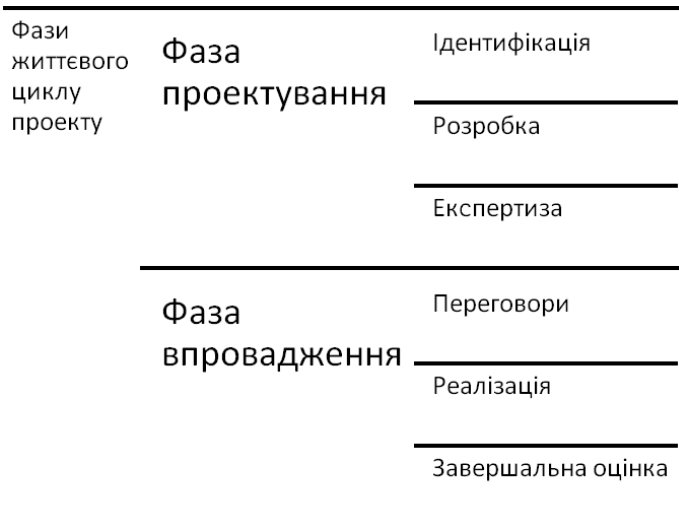 Фази
життєвого
циклу
проекту
Фаза
проектування
Ідентифікація
Розробка
Експертиза
Фаза
впровадження
Переговори
Реалізація
Завершальна оцінка